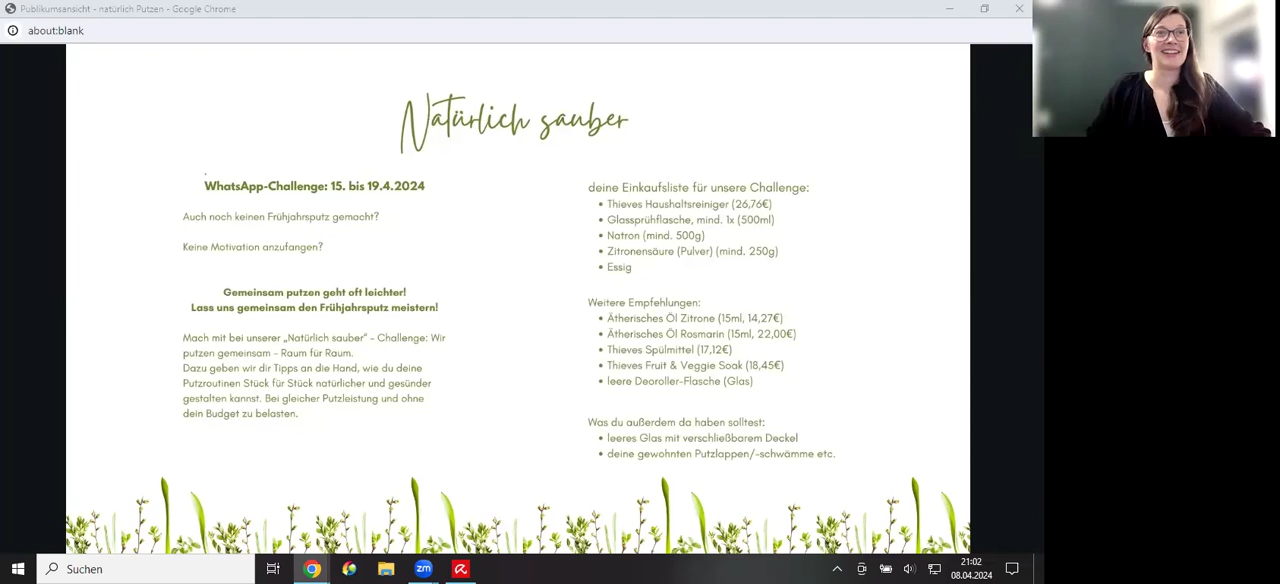 Publikumsansicht - natürlich Putzen - Google Chrome
about:blank
Natürlich sauber
WhatsApp-Challenge: 15. bis 19.4.2024
Auch noch keinen Frühjahrsputz gemacht?
Keine Motivation anzufangen?
Gemeinsam putzen geht oft leichter!
Lass uns gemeinsam den Frühjahrsputz meistern!
Mach mit bei unserer „Natürlich sauber“ - Challenge: Wir
putzen gemeinsam - Raum für Raum.
Dazu geben wir dir Tipps an die Hand, wie du deine
Putzroutinen Stück für Stück natürlicher und gesünder
gestalten kannst. Bei gleicher Putzleistung und ohne
dein Budget zu belasten.
deine Einkaufsliste für unsere Challenge:
• Thieves Haushaltsreiniger (26,76€)
• Glassprühflasche, mind. 1x (500ml)
• Natron (mind. 500g)
• Zitronensäure (Pulver) (mind. 250g)
• Essig
Weitere Empfehlungen:
• Ätherisches Öl Zitrone (15ml, 14,27€)
• Ätherisches Öl Rosmarin (15ml, 22,00€)
• Thieves Spülmittel (17,12€)
• Thieves Fruit & Veggie Soak (18,45€)
• leere Deoroller-Flasche (Glas)
Was du außerdem da haben solltest:
• leeres Glas mit verschließbarem Deckel
• deine gewohnten Putzlappen/-schwämme etc.
Suchen
zm
21:02
08.04.2024